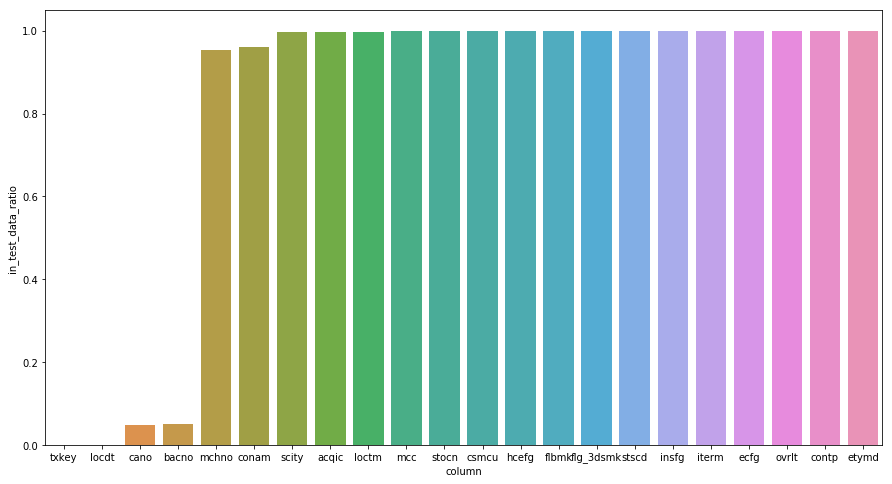 1.0
0.8
0.6
0.4
0.2
0.0
in_test_data_ratio
txkey locdt cano bacno mchno conam scity acqic loctm mcc stocn csmcu hcefg flbmk flg_3dsmk stscd insfg iterm ecfg ovrlt contp etymd
column